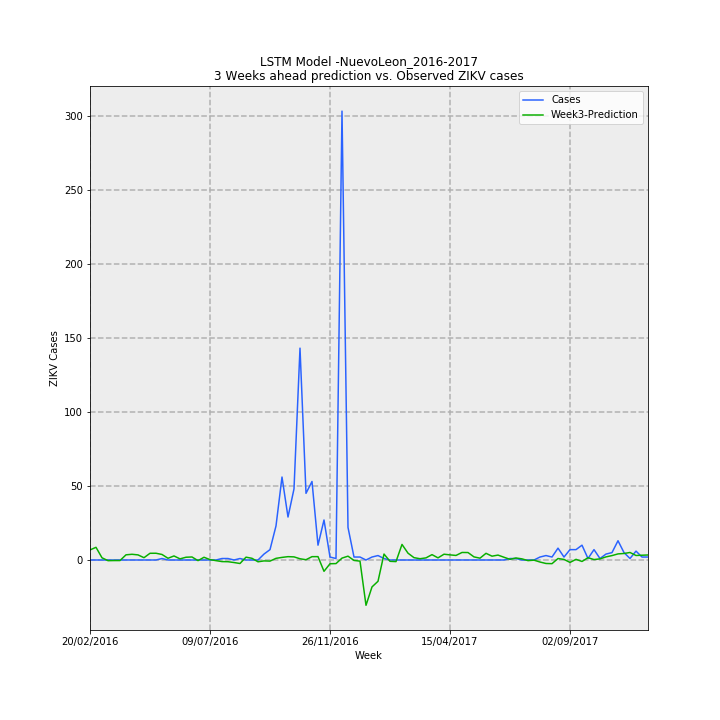 LSTM Model -NuevoLeon_2016-2017
3 Weeks ahead prediction vs. Observed ZIKV cases
Cases
Week3-Prediction
300
250
200
150
100
50
0
ZIKV Cases
20/02/2016
09/07/2016
26/11/2016
15/04/2017
02/09/2017
Week